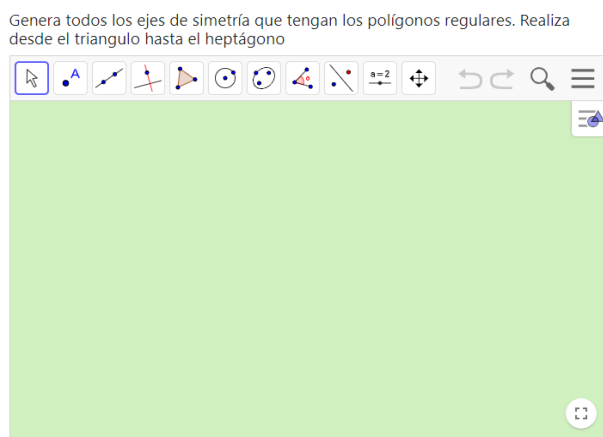 Genera todos los ejes de simetría que tengan los polígonos regulares. Realiza
desde el triangulo hasta el heptágono
A
a=2